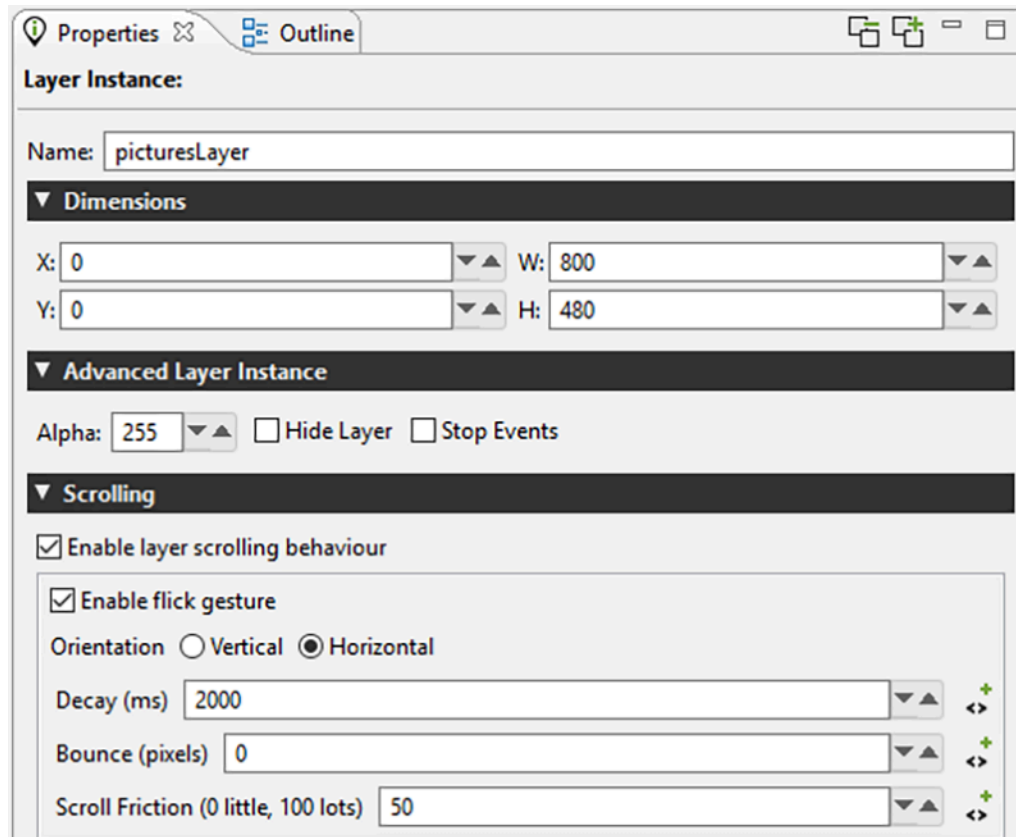 Properties Outline
Layer Instance:
Name: picturesLayer
Dimensions
X: 0 W: 800
Y: 0 H: 480
Advanced Layer Instance
Alpha: 255 Hide Layer Stop Events
Scrolling
Enable layer scrolling behaviour
Enable flick gesture
Orientation Vertical Horizontal
Decay (ms) 2000
Bounce (pixels) 0
Scroll Friction (0 little, 100 lots) 50